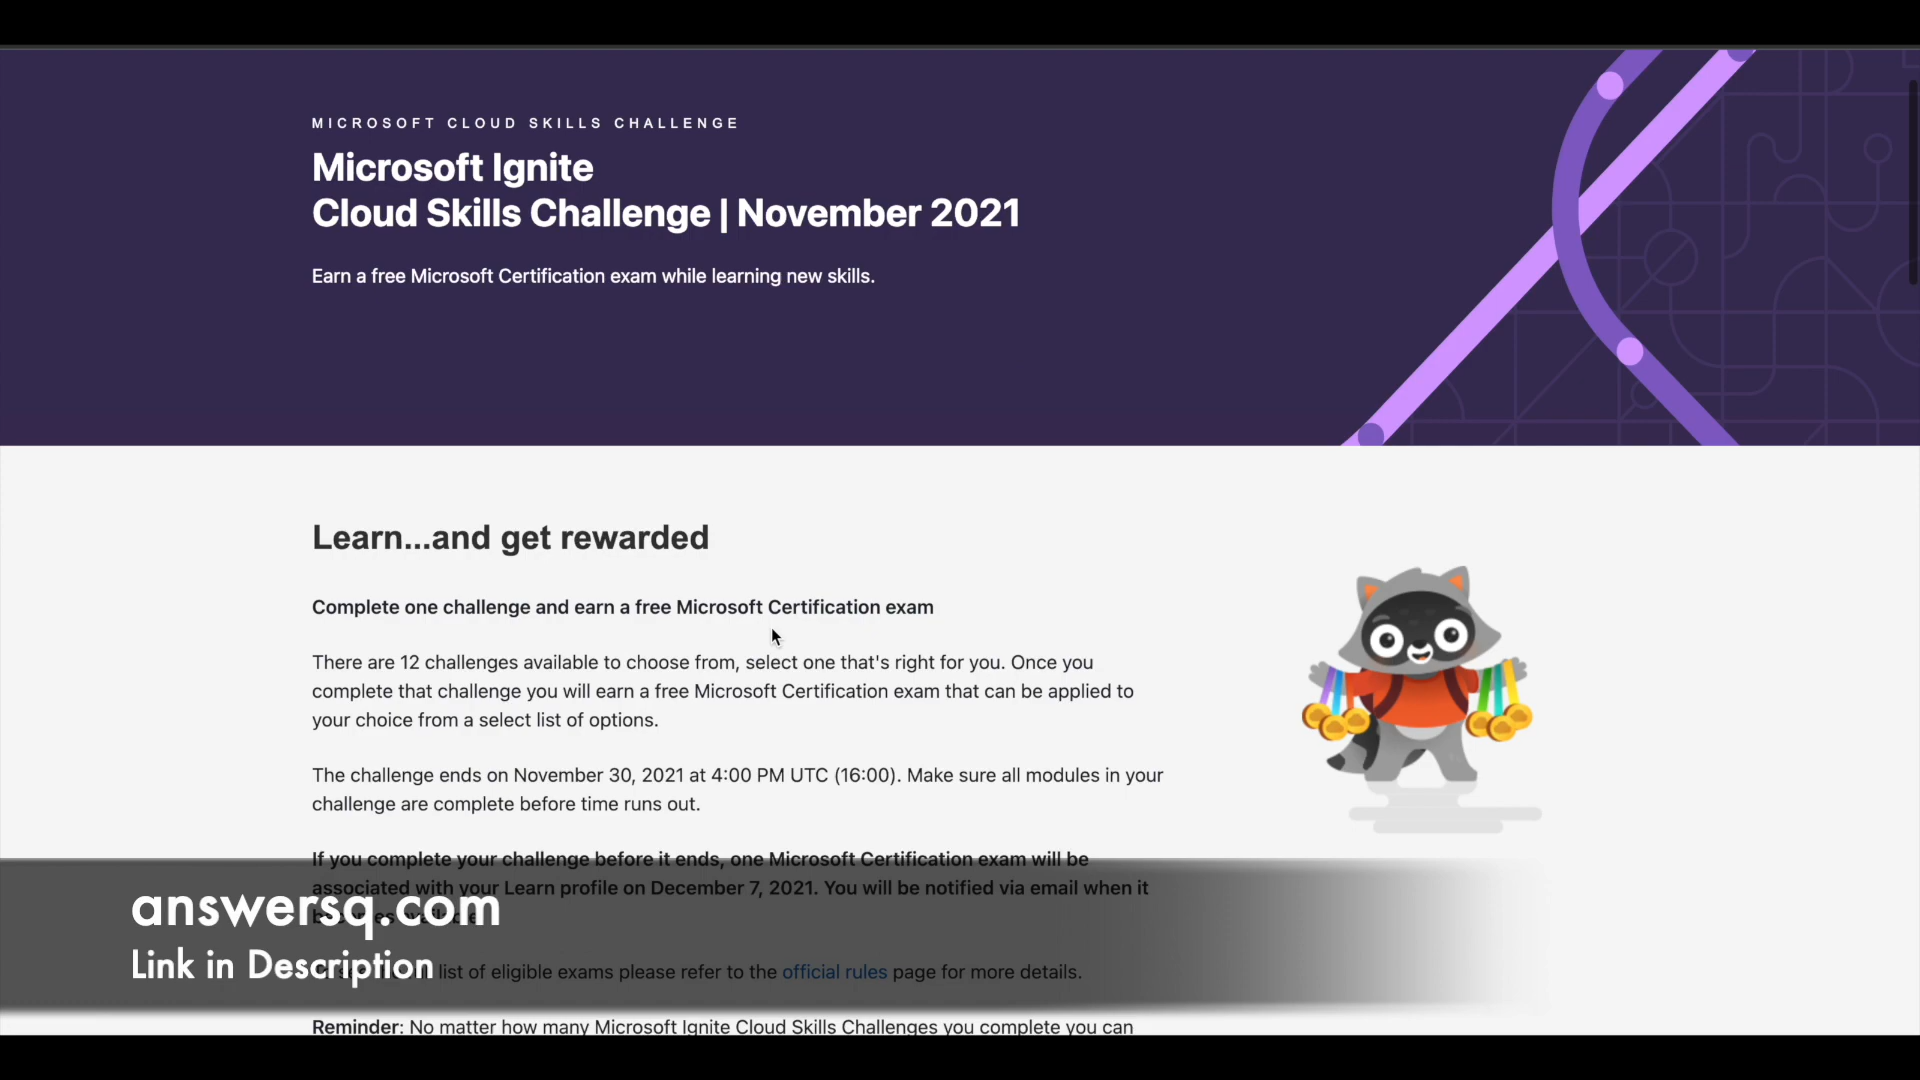 MICROSOFT CLOUD SKILLS CHALLENGE
Microsoft Ignite
Cloud Skills Challenge | November 2021
Earn a free Microsoft Certification exam while learning new skills.
Learn...and get rewarded
Complete one challenge and earn a free Microsoft Certification exam
There are 12 challenges available to choose from, select one that's right for you. Once you
complete that challenge you will earn a free Microsoft Certification exam that can be applied to
your choice from a select list of options.
The challenge ends on November 30, 2021 at 4:00 PM UTC (16:00). Make sure all modules in your
challenge are complete before time runs out.
If you complete your challenge before it ends, one Microsoft Certification exam will be
associated with your Learn profile on December 7, 2021. You will be notified via email when it
answersq.com
Link in Description
list of eligible exams please refer to the official rules page for more details.
Reminder: No matter how many Microsoft Ignite Cloud Skills Challenges you complete you can